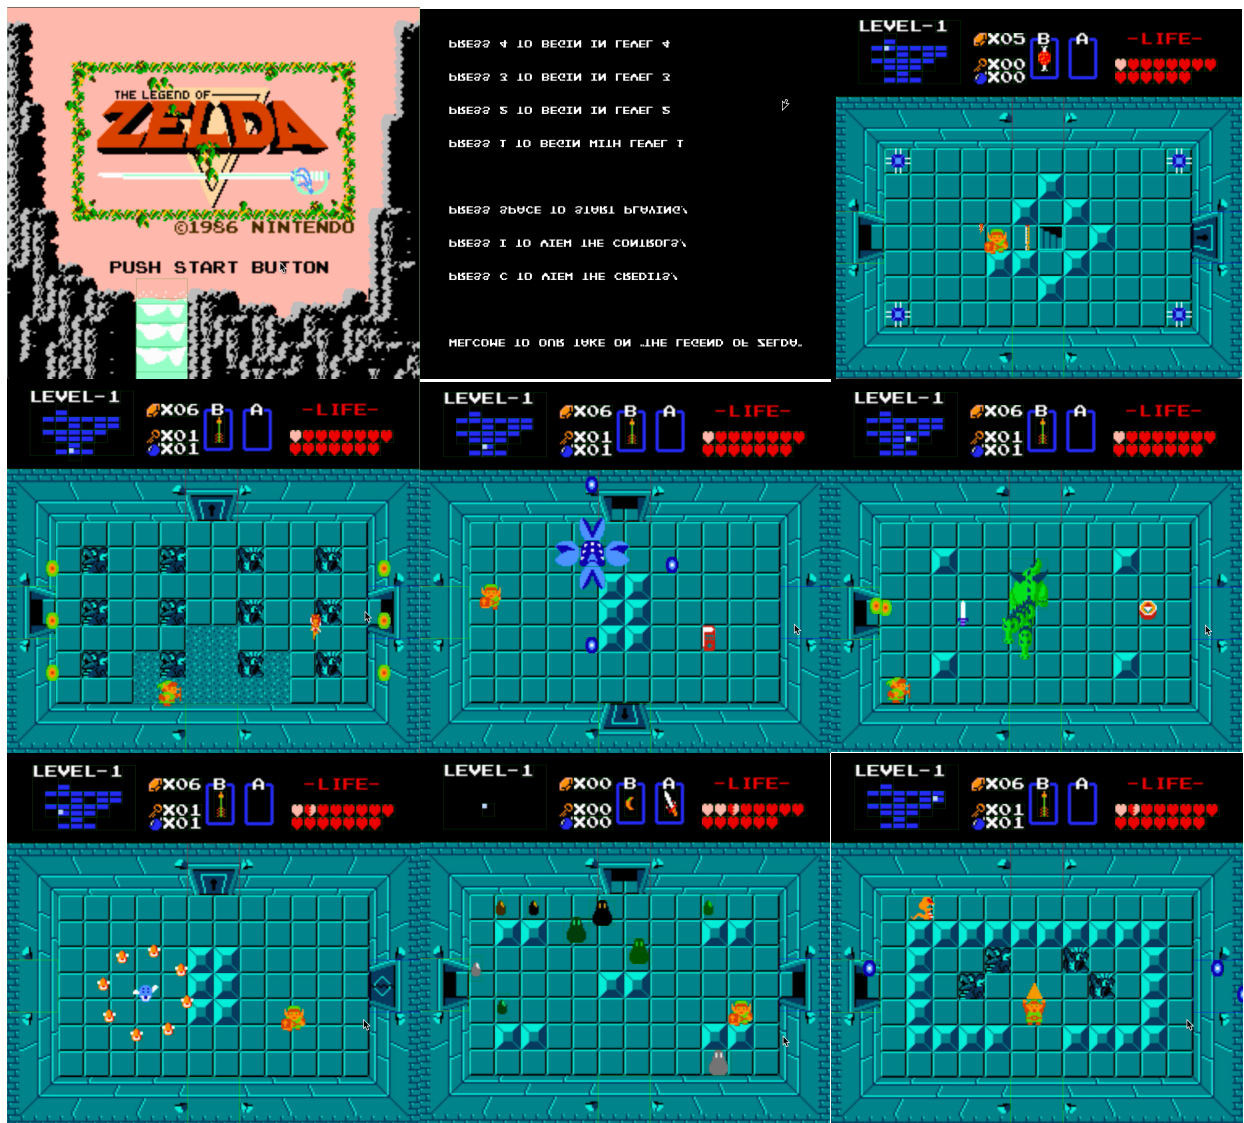 THE LEGEND OF
ZELDA
©1986 NINTENDO
PUSH START BUTTON
PRESS 4 TO BEGIN IN LEVEL 4
PRESS 3 TO BEGIN IN LEVEL 3
PRESS 2 TO BEGIN IN LEVEL 2
PRESS 1 TO BEGIN WITH LEVEL 1
PRESS SPACE TO START PLAYING!
PRESS I TO VIEW THE CONTROLS!
PRESS C TO VIEW THE CREDITS!
WELCOME TO OUR TAKE ON "THE LEGEND OF ZELDA"
LEVEL-1
X05 B A -LIFE-
X00
X00
LEVEL-1
X06 B A -LIFE-
X01
X01
LEVEL-1
X06 B A -LIFE-
X01
X01
LEVEL-1
X06 B A -LIFE-
X01
X01
LEVEL-1
X06 B A -LIFE-
X01
X01
LEVEL-1
X00 B A -LIFE-
X00
X00
LEVEL-1
X06 B A -LIFE-
X01
X01